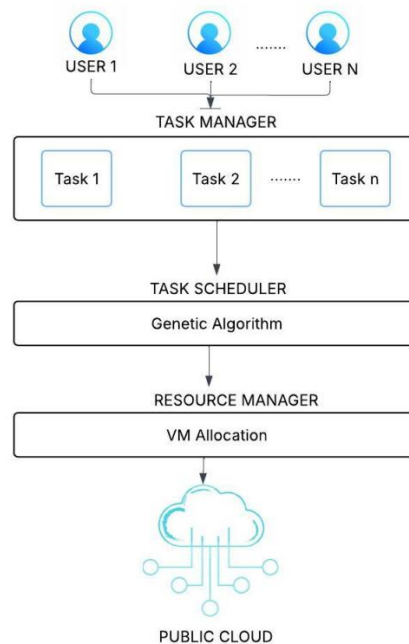 USER 1 USER 2 ....... USER N
TASK MANAGER
Task 1 Task 2 ....... Task n
TASK SCHEDULER
Genetic Algorithm
RESOURCE MANAGER
VM Allocation
PUBLIC CLOUD